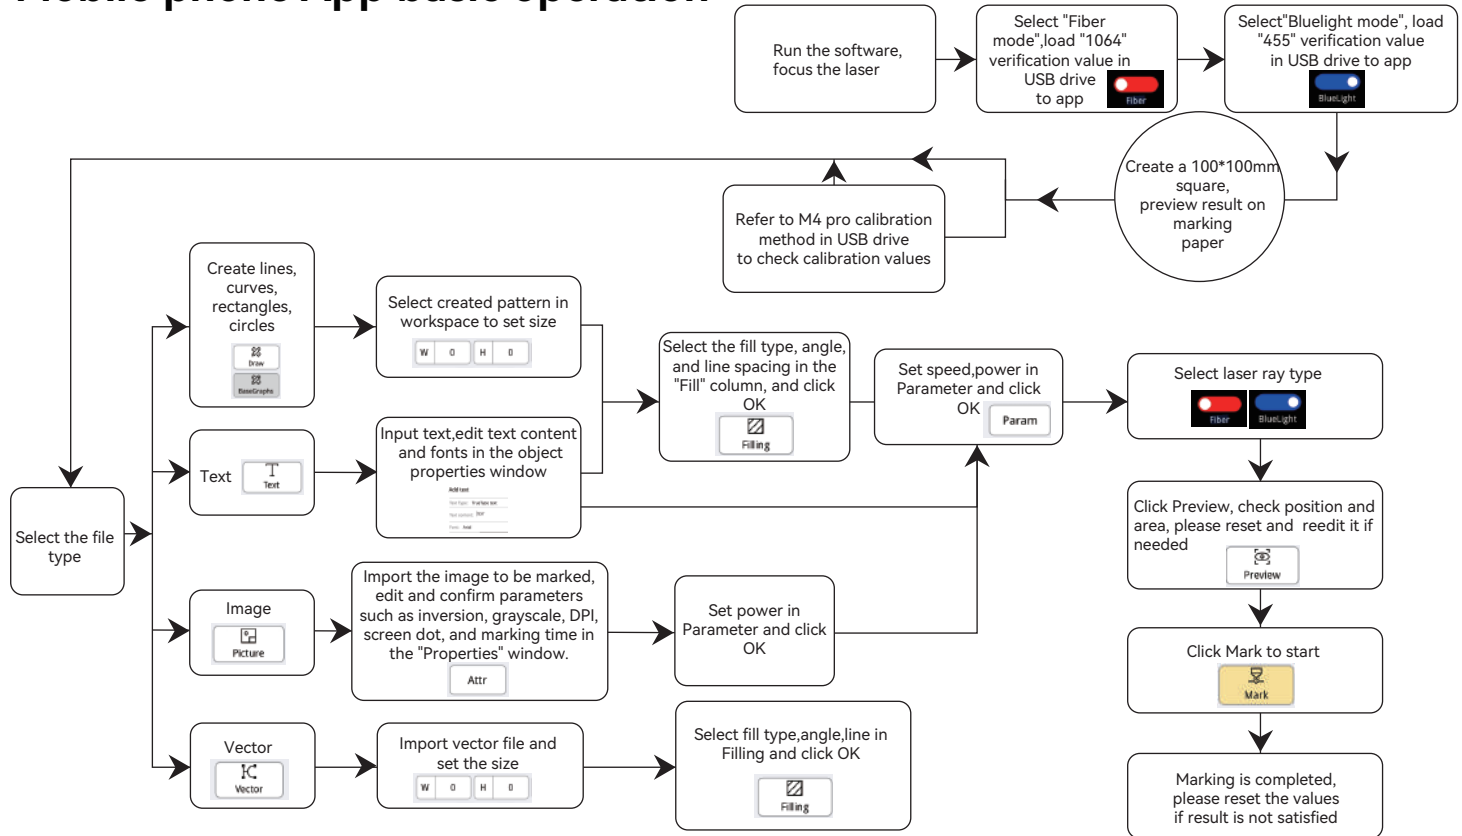 Mobile phone App basic operation
Run the software,
focus the laser
Select "Fiber
mode",load "1064"
verification value in
USB drive
to app
Fiber
Select"Bluelight mode", load
"455" verification value
in USB drive to app
BlueLight
Create a 100*100mm
square,
preview result on
marking
paper
Refer to M4 pro calibration
method in USB drive
to check calibration values
Select the file
type
Create lines,
curves,
rectangles,
circles
Draw
BaseGraphs
Select created pattern in
workspace to set size
W 0 H 0
Text
Text
Input text,edit text content
and fonts in the object
properties window
Add text
Select the fill type, angle,
and line spacing in the
"Fill" column, and click
OK
Filling
Set speed,power in
Parameter and click
OK
Param
Image
Picture
Import the image to be marked,
edit and confirm parameters
such as inversion, grayscale, DPI,
screen dot, and marking time in
the "Properties" window.
Attr
Set power in
Parameter and click
OK
Vector
Vector
Import vector file and
set the size
W 0 H 0
Select fill type,angle,line in
Filling and click OK
Filling
Select laser ray type
Fiber
BlueLight
Click Preview, check position and
area, please reset and reedit it if
needed
Preview
Click Mark to start
Mark
Marking is completed,
please reset the values
if result is not satisfied